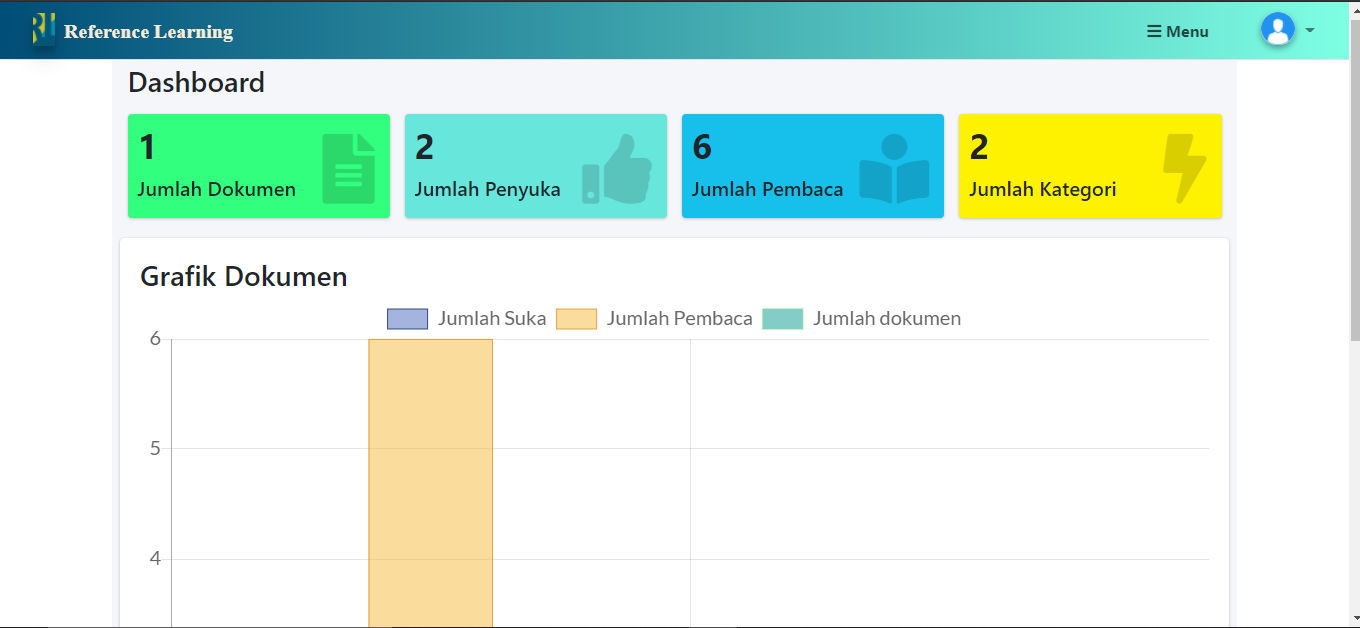 Reference Learning
Menu
Dashboard
1
Jumlah Dokumen
2
Jumlah Penyuka
6
Jumlah Pembaca
2
Jumlah Kategori
Grafik Dokumen
Jumlah Suka Jumlah Pembaca Jumlah dokumen
6
5
4